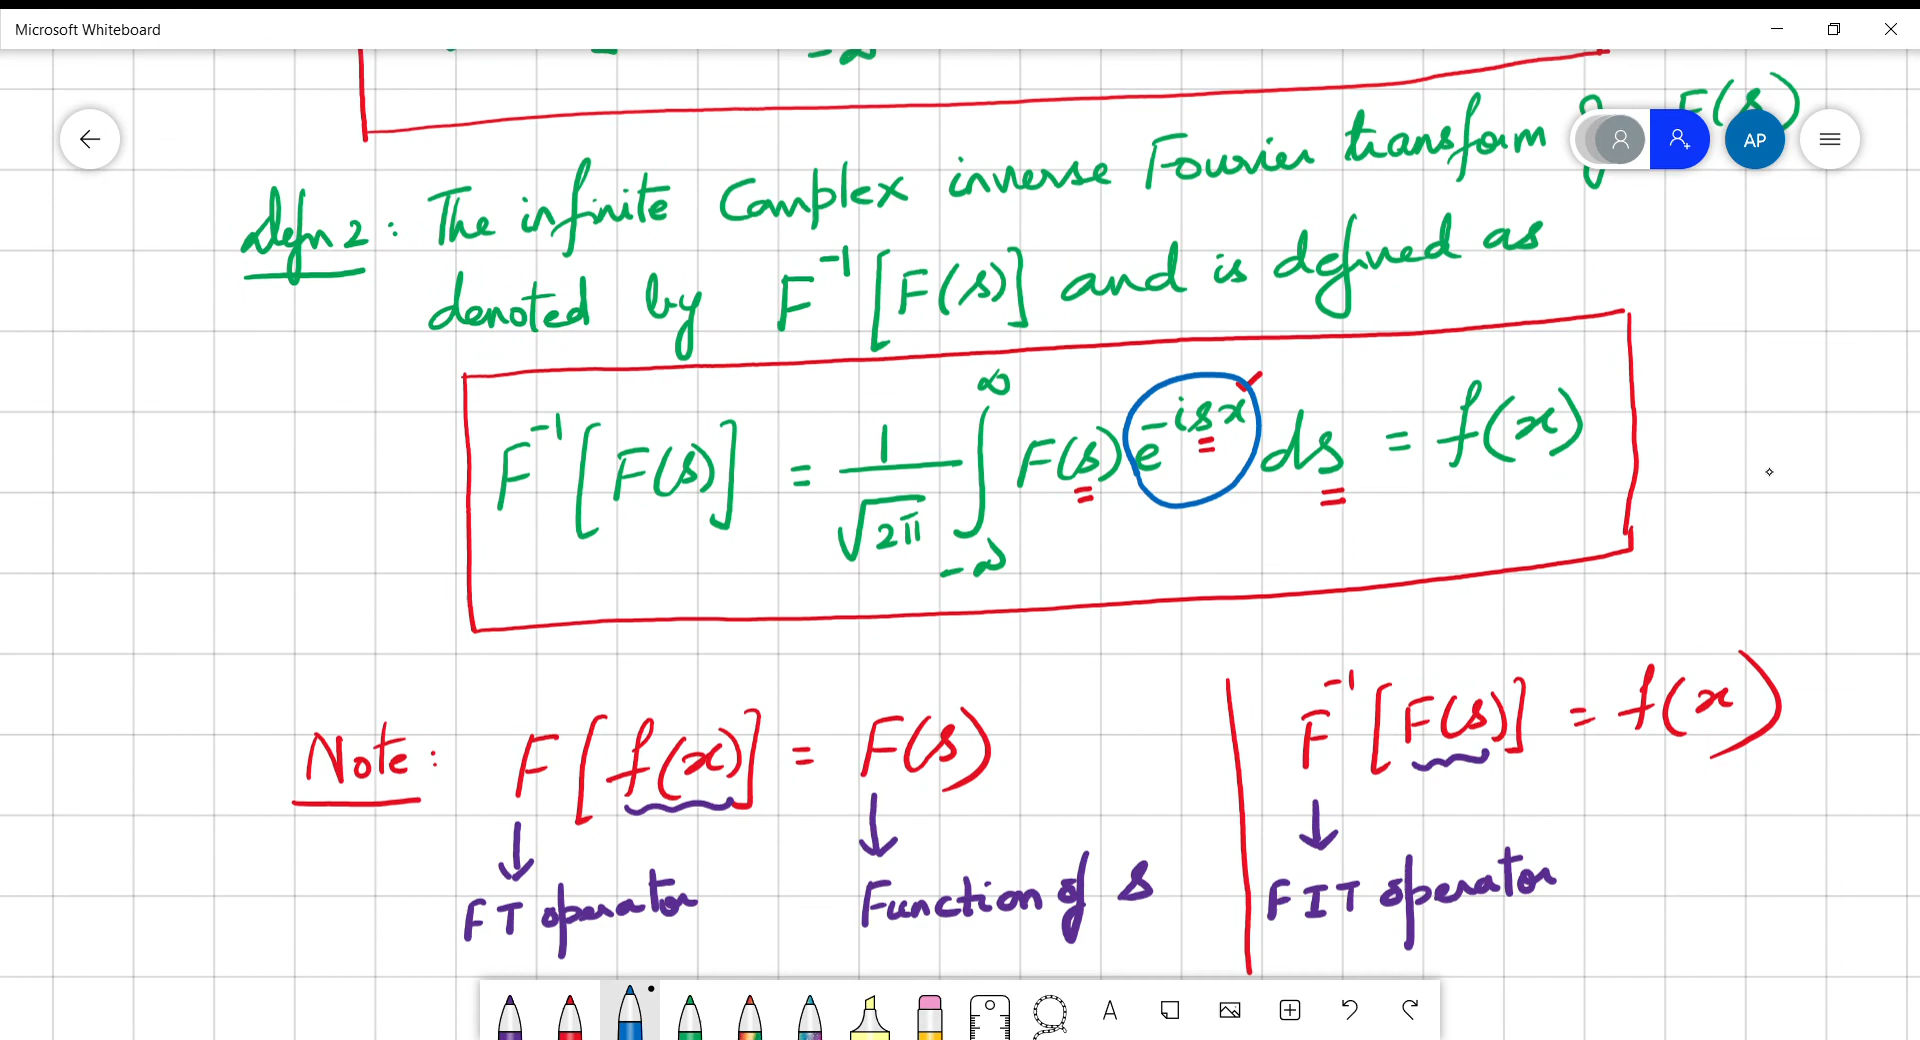 Microsoft Whiteboard
-∞
Defn 2: The infinite Complex inverse Fourier transform of F(s)
AP
denoted by F⁻¹[F(s)] and is defined as
F⁻¹[F(s)] = 1/√2π ∫_{-∞}^{∞} F(s) e^{-isx} ds = f(x)
Note: F[f(x)] = F(s)
FT operator
Function of s
F⁻¹[F(s)] = f(x)
FIT operator
A